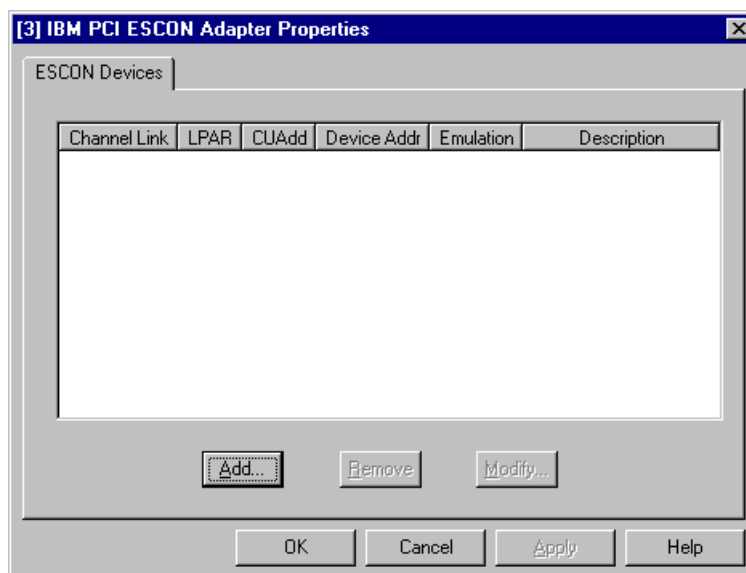 [3] IBM PCI ESCON Adapter Properties
ESCON Devices
Channel Link LPAR CUAdd Device Addr Emulation Description
Add... Remove Modify...
OK Cancel Apply Help